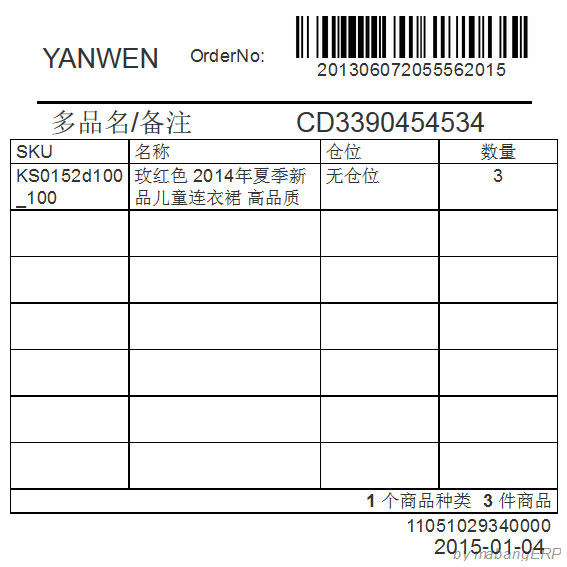 YANWEN OrderNo:
201306072055562015
多品名/备注 CD3390454534
SKU 名称 仓位 数量
KS0152d100 玫红色 2014年夏季新 无仓位 3
_100 品儿童连衣裙 高品质
1 个商品种类 3 件商品
11051029340000
2015-01-04
by mabangERP